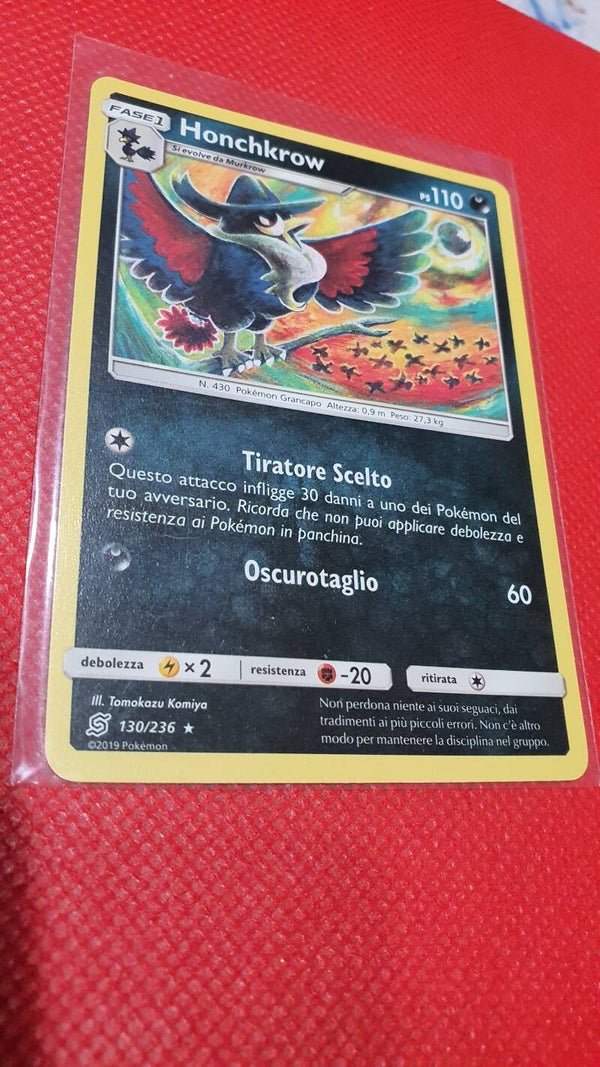 FASE1
Honchkrow
Si evolve da Murkrow
PS110
N. 430 Pokémon Grancapo Altezza: 0,9 m Peso: 27,3 kg
Tiratore Scelto
Questo attacco infligge 30 danni a uno dei Pokémon del
tuo avversario. Ricorda che non puoi applicare debolezza e
resistenza ai Pokémon in panchina.
Oscurotaglio 60
debolezza ×2 resistenza -20 ritirata
Ill. Tomokazu Komiya
130/236 ★
©2019 Pokémon
Non perdona niente ai suoi seguaci, dai
tradimenti ai più piccoli errori. Non c'è altro
modo per mantenere la disciplina nel gruppo.